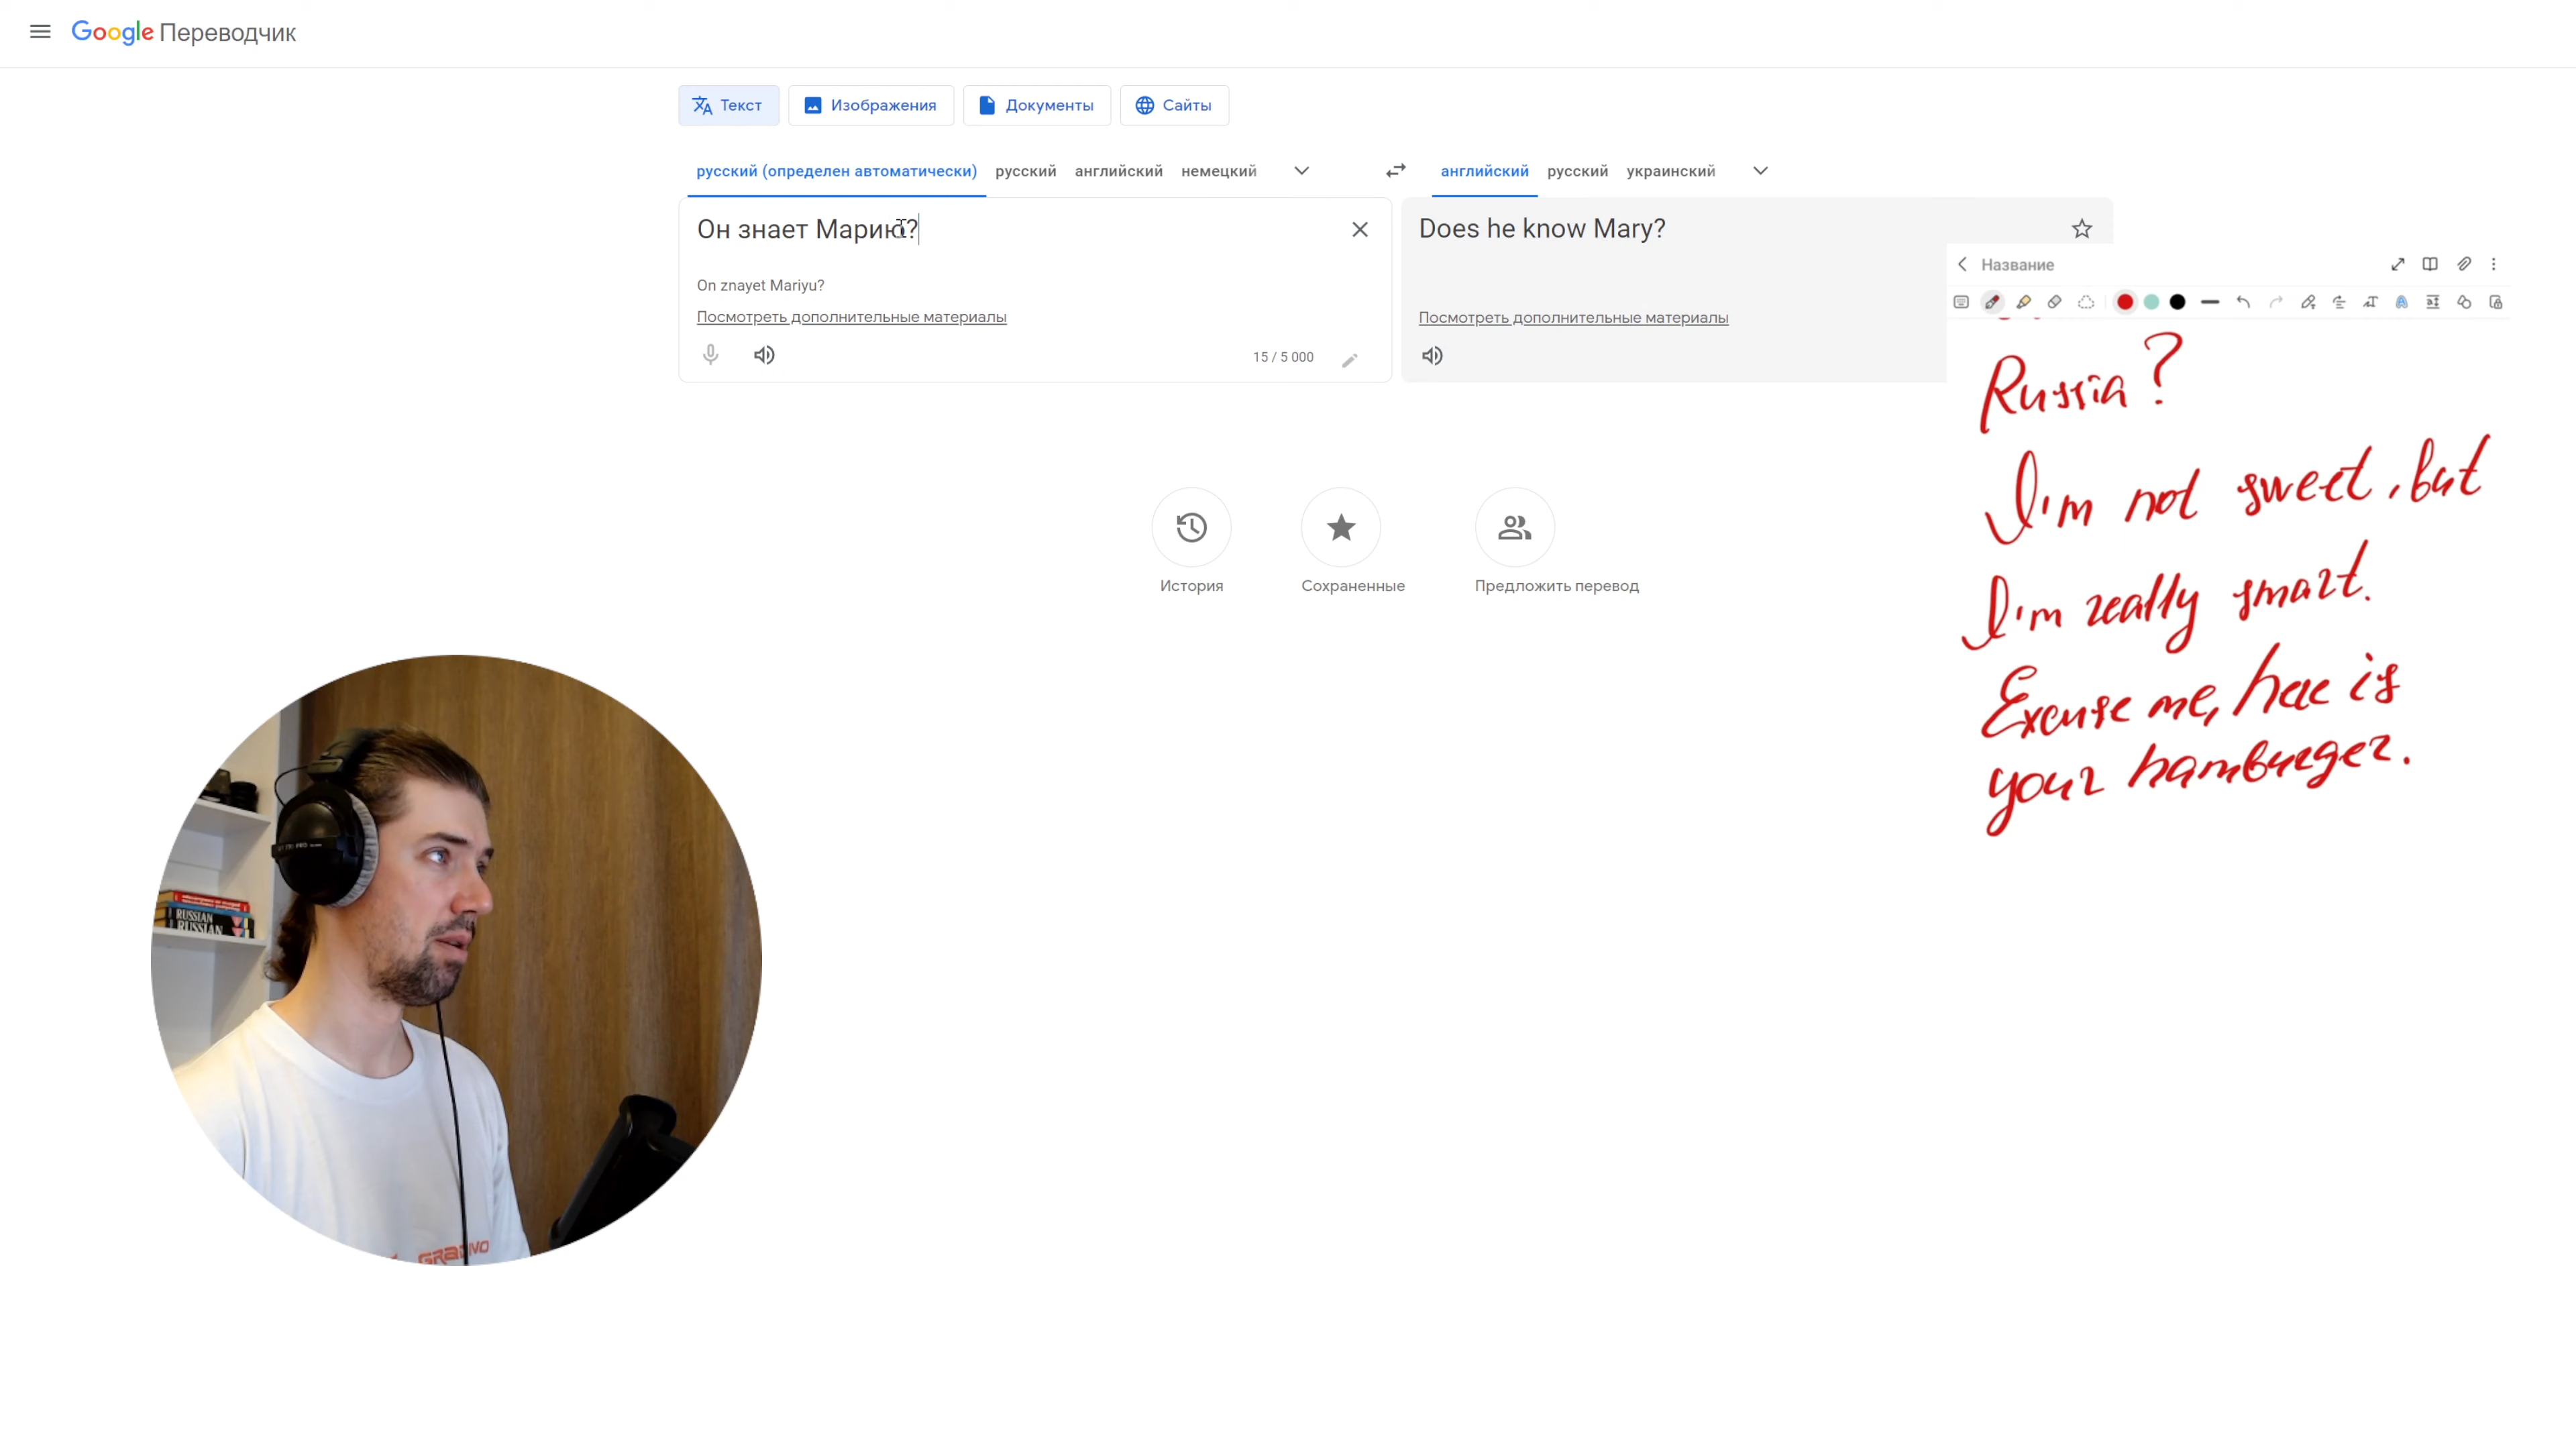 Google Переводчик
Текст Изображения Документы Сайты
русский (определен автоматически) русский английский немецкий
английский русский украинский
Он знает Марию?
On znayet Mariyu?
Посмотреть дополнительные материалы
15 / 5 000
Does he know Mary?
Посмотреть дополнительные материалы
Название
Russia?
I'm not sweet, but
I'm really smart.
Excuse me, here is
your hamburger.
История Сохраненные Предложить перевод
RUSSIAN
RUSSIAN